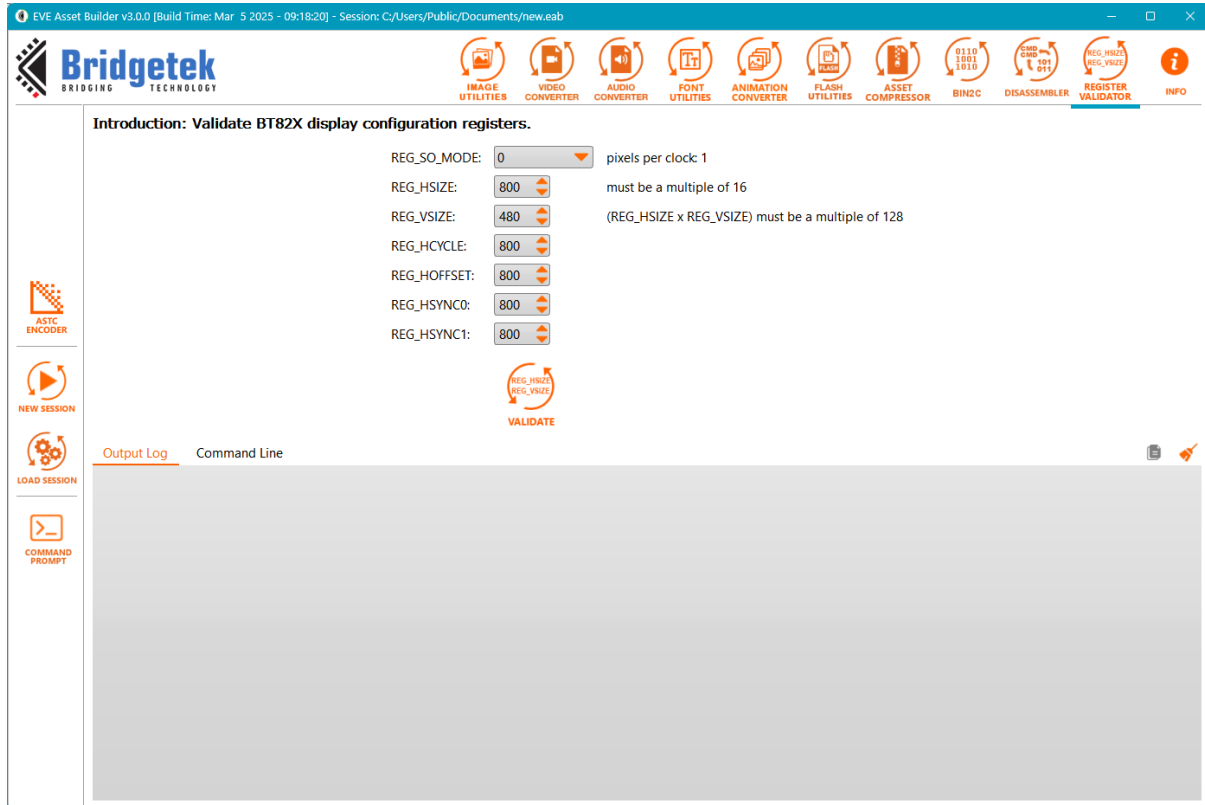 EVE Asset Builder v3.0.0 [Build Time: Mar  5 2025 - 09:18:20] - Session: C:/Users/Public/Documents/new.eab
Bridgetek
BRIDGING TECHNOLOGY
IMAGE
UTILITIES
VIDEO
CONVERTER
AUDIO
CONVERTER
Tт
FONT
UTILITIES
ANIMATION
CONVERTER
FLASH
FLASH
UTILITIES
ASSET
COMPRESSOR
0110
1001
1010
BIN2C
CMD
CMD
101
011
DISASSEMBLER
REG_HSIZE
REG_VSIZE
REGISTER
VALIDATOR
i
INFO
Introduction: Validate BT82X display configuration registers.
REG_SO_MODE: 0 pixels per clock: 1
REG_HSIZE: 800 must be a multiple of 16
REG_VSIZE: 480 (REG_HSIZE x REG_VSIZE) must be a multiple of 128
REG_HCYCLE: 800
REG_HOFFSET: 800
REG_HSYNC0: 800
REG_HSYNC1: 800
REG_HSIZE
REG_VSIZE
VALIDATE
ASTC
ENCODER
NEW SESSION
LOAD SESSION
COMMAND
PROMPT
Output Log Command Line